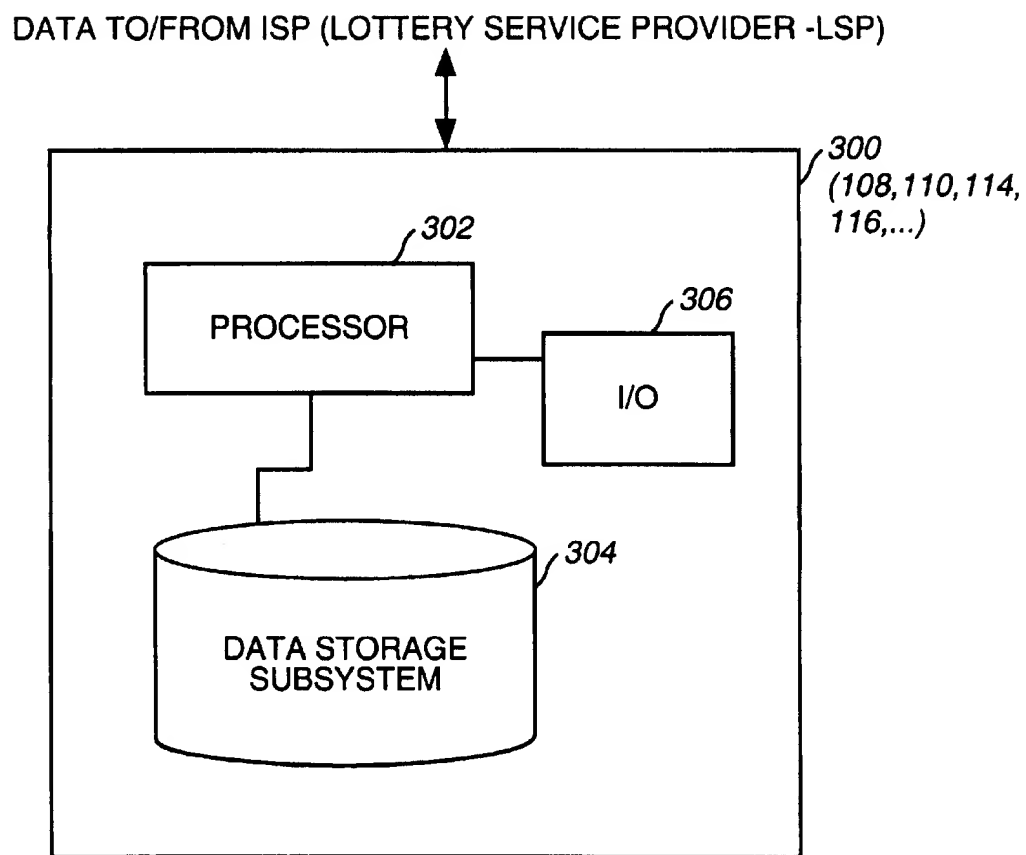 DATA TO/FROM ISP (LOTTERY SERVICE PROVIDER -LSP)
300
(108,110,114,
116,...)
302
PROCESSOR
306
I/O
304
DATA STORAGE
SUBSYSTEM